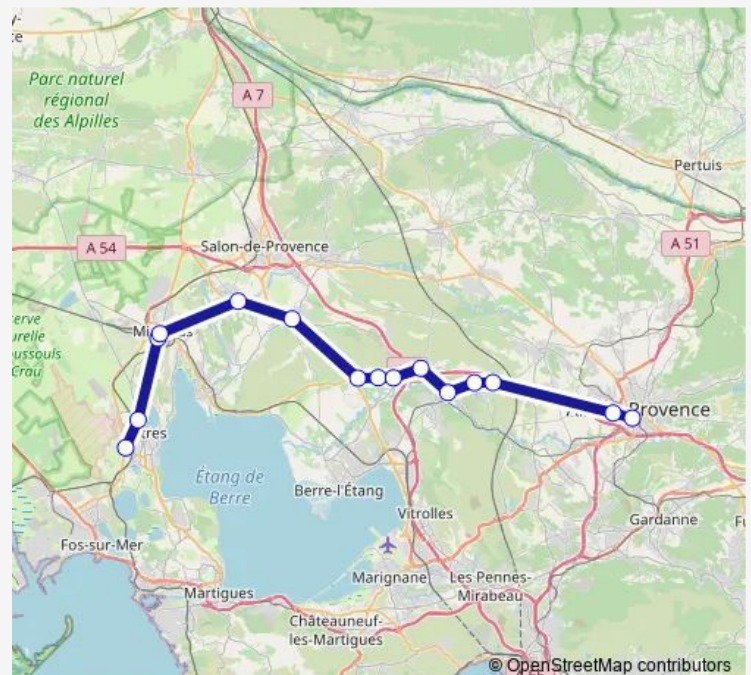 Parc naturel
régional
des Alpilles
A 7
Pertuis
A 54
Salon-de-Provence
A 51
Crau
Provence
Étang de
Berre
Berre-l'Étang
Vitrolles
Gardanne
Fos-sur-Mer
Marignane
Les Pennes-
Mirabeau
Martigues
Châteauneuf-
les-Martigues
© OpenStreetMap contributors